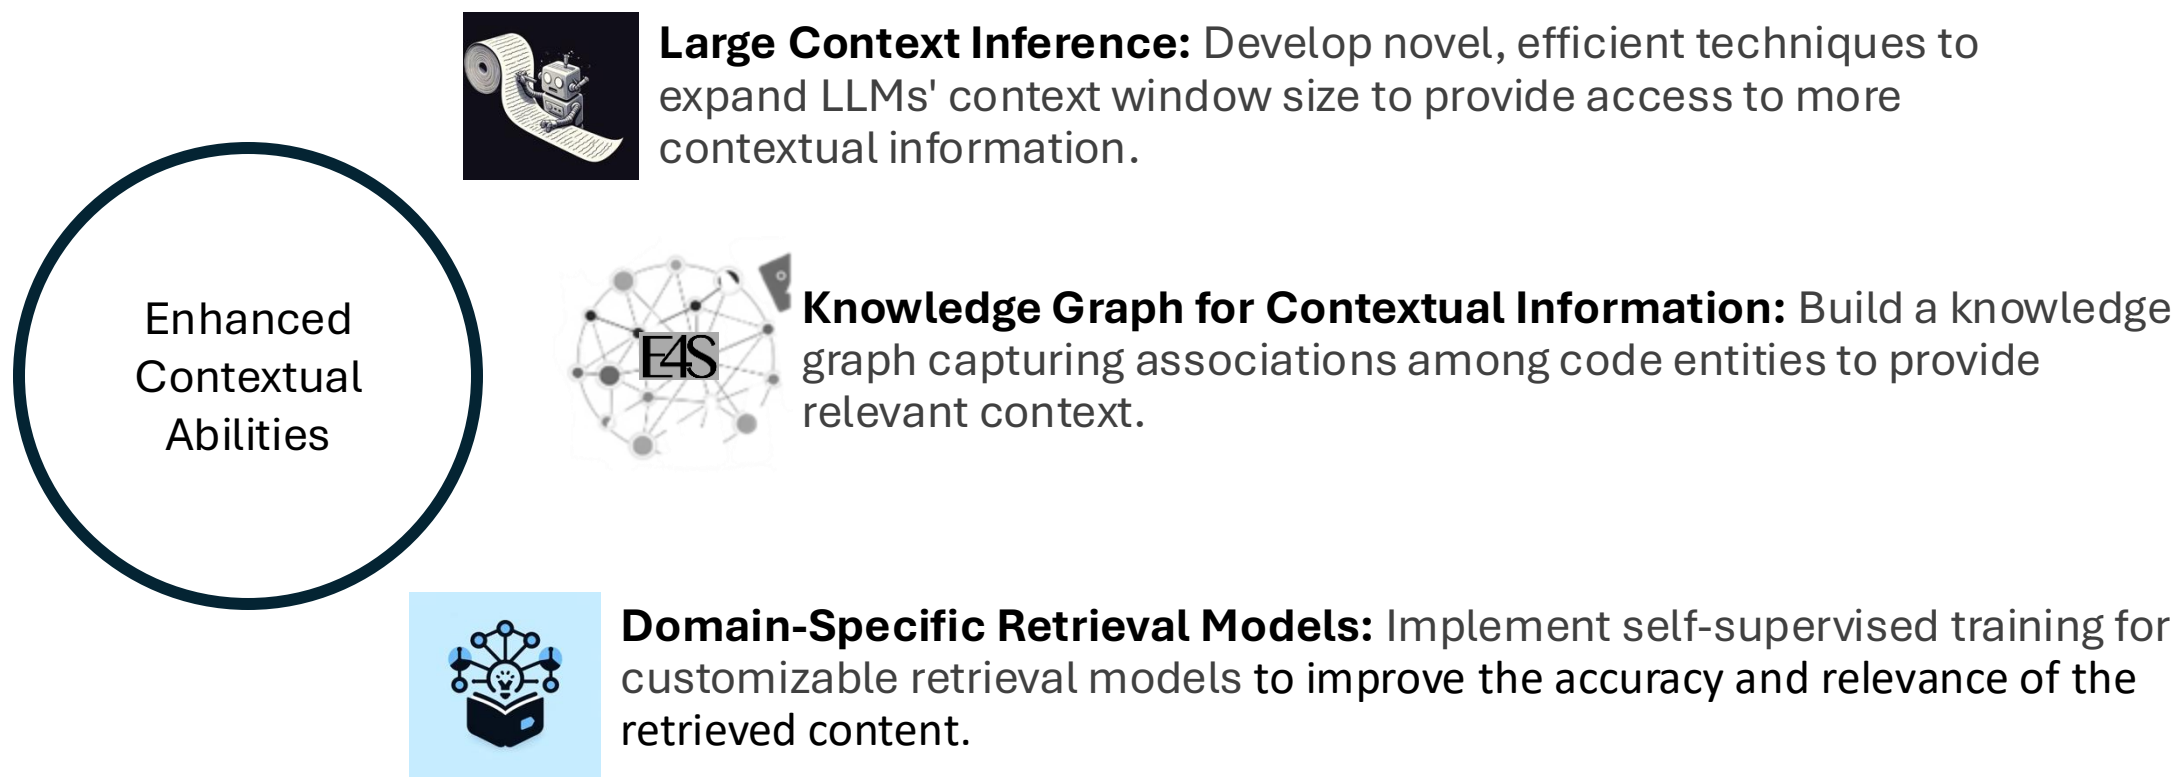 Large Context Inference: Develop novel, efficient techniques to
expand LLMs' context window size to provide access to more
contextual information.
Enhanced
Contextual
Abilities
E4S
Knowledge Graph for Contextual Information: Build a knowledge
graph capturing associations among code entities to provide
relevant context.
Domain-Specific Retrieval Models: Implement self-supervised training for
customizable retrieval models to improve the accuracy and relevance of the
retrieved content.